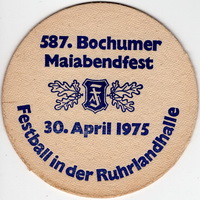 587. Bochumer
Maiabendfest
30. April 1975
Festball in der Ruhrlandhalle